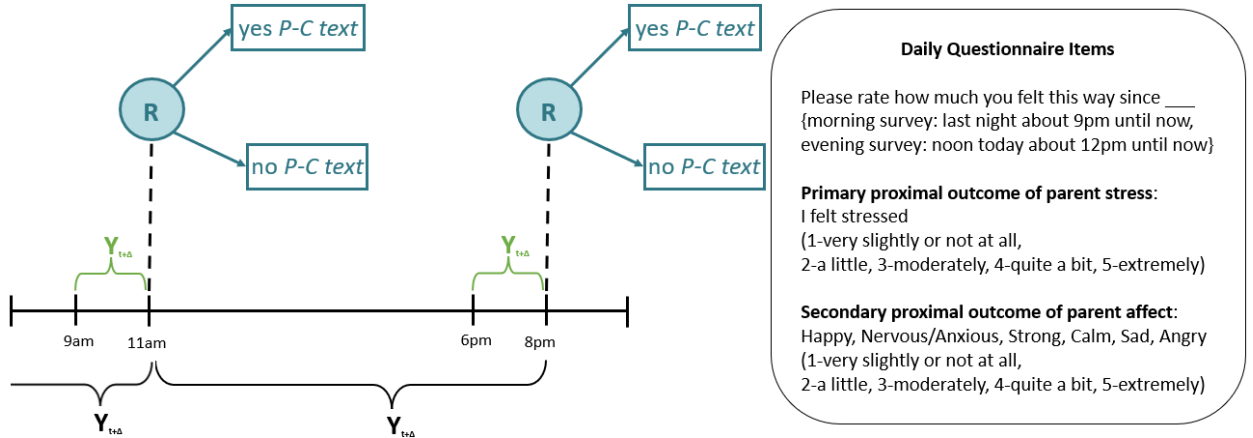 yes P-C text
R
no P-C text
yes P-C text
R
no P-C text
Y t+Δ
Y t+Δ
9am
11am
6pm
8pm
Y t+Δ
Y t+Δ
Daily Questionnaire Items
Please rate how much you felt this way since ___
{morning survey: last night about 9pm until now,
evening survey: noon today about 12pm until now}
Primary proximal outcome of parent stress:
I felt stressed
(1-very slightly or not at all,
2-a little, 3-moderately, 4-quite a bit, 5-extremely)
Secondary proximal outcome of parent affect:
Happy, Nervous/Anxious, Strong, Calm, Sad, Angry
(1-very slightly or not at all,
2-a little, 3-moderately, 4-quite a bit, 5-extremely)